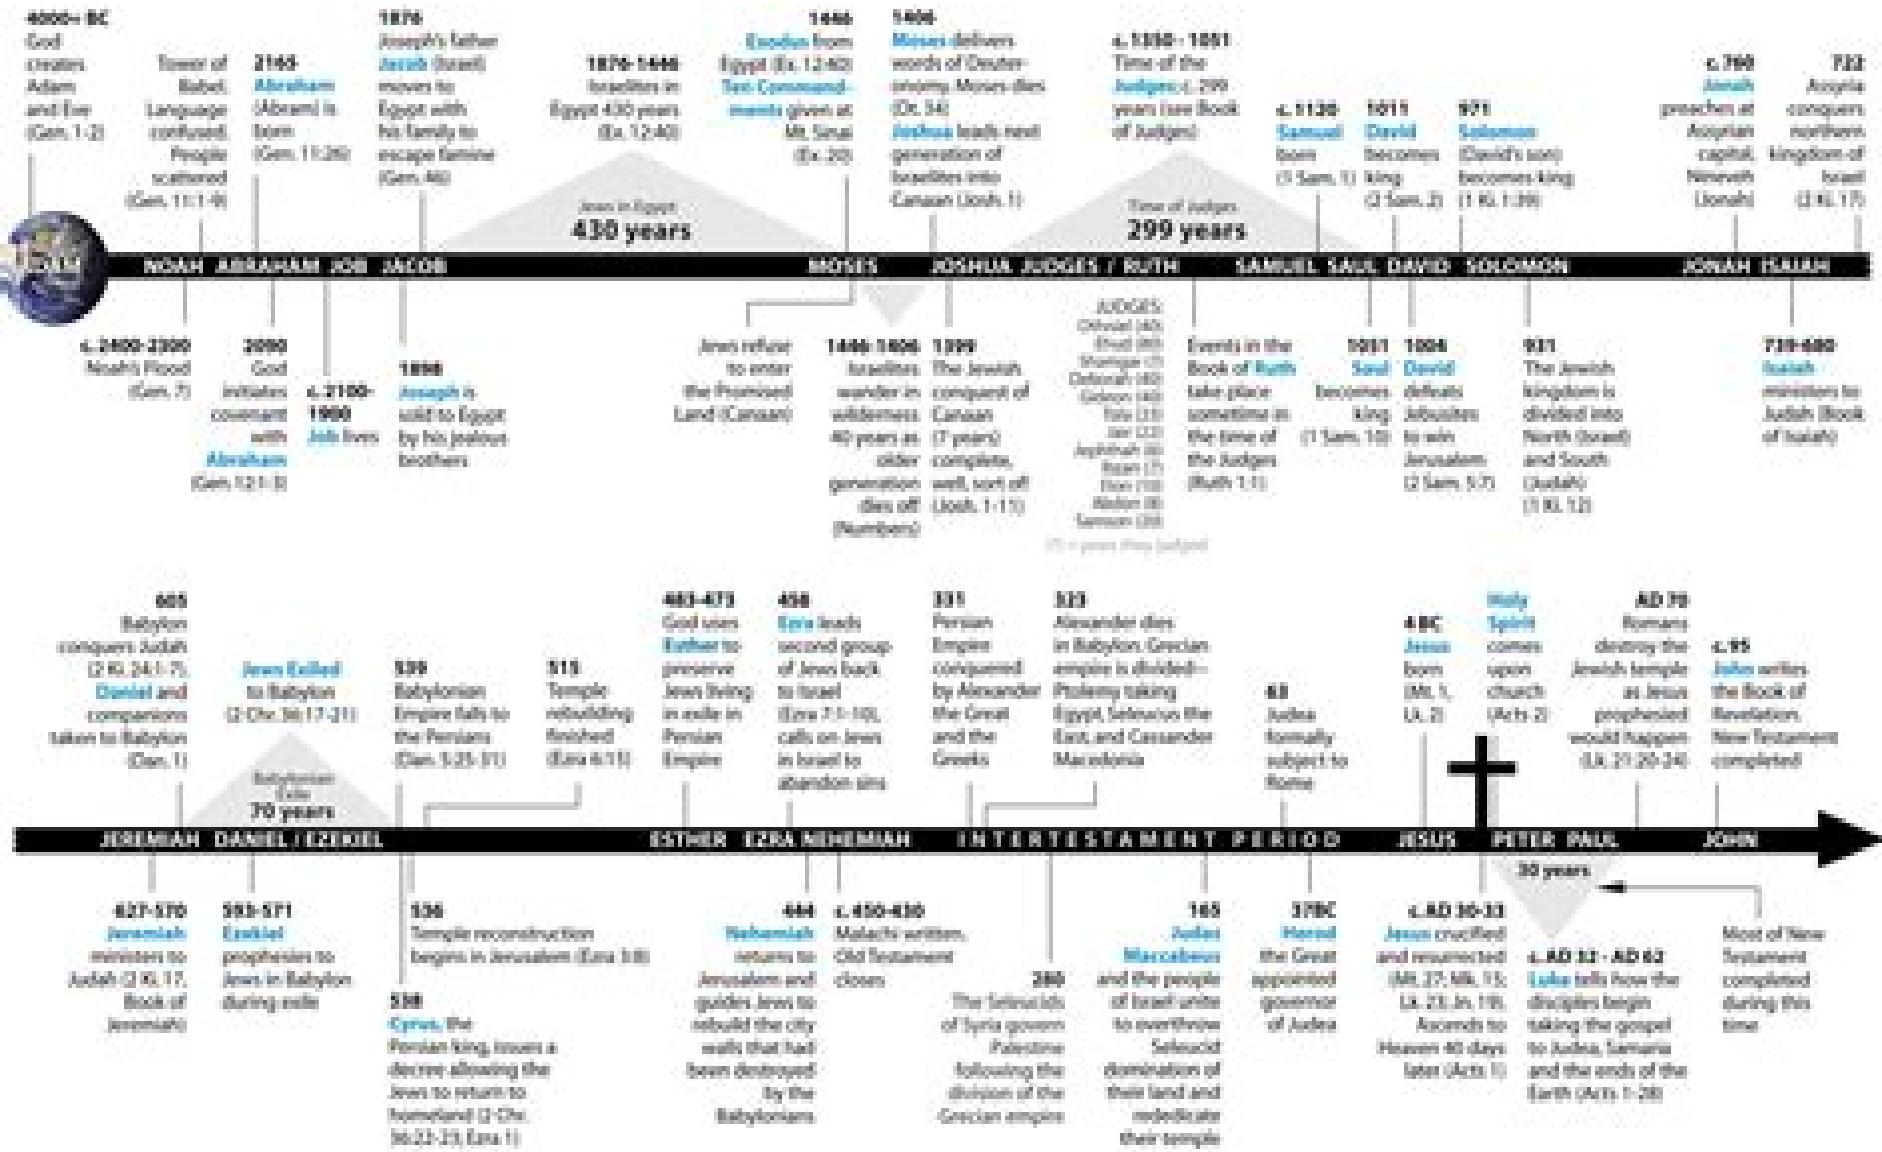 4000+ BC
God
creates
Adam
and Eve
(Gen. 1-2)
Tower of
Babel.
Language
confused.
People
scattered
(Gen. 11:1-9)
2165
Abraham
(Abram) is
born
(Gen. 11:26)
1876
Joseph's father
Jacob (Israel)
moves to
Egypt with
his family to
escape famine
(Gen. 46)
1876-1446
Israelites in
Egypt 430 years
(Ex. 12:40)
Jews in Egypt
430 years
1446
Exodus from
Egypt (Ex. 12:40)
Ten Command-
ments given at
Mt. Sinai
(Ex. 20)
1406
Moses delivers
words of Deuter-
onomy. Moses dies
(Dt. 34)
Joshua leads next
generation of
Israelites into
Canaan (Josh. 1)
c. 1350 - 1051
Time of the
Judges; c. 299
years (see Book
of Judges)
Time of Judges
299 years
c. 1120
Samuel
born
(1 Sam. 1)
1011
David
becomes
king
(2 Sam. 2)
971
Solomon
(David's son)
becomes king
(1 Ki. 1:39)
c. 760
Jonah
preaches at
Assyrian
capital,
Nineveh
(Jonah)
722
Assyria
conquers
northern
kingdom of
Israel
(2 Ki. 17)
NOAH ABRAHAM JOB JACOB MOSES JOSHUA JUDGES / RUTH SAMUEL SAUL DAVID SOLOMON JONAH ISAIAH
c. 2400-2300
Noah's Flood
(Gen. 7)
2090
God
initiates
covenant
with
Abraham
(Gen. 12:1-3)
c. 2100-
1900
Job lives
1898
Joseph is
sold to Egypt
by his jealous
brothers
Jews refuse
to enter
the Promised
Land (Canaan)
1446-1406
Israelites
wander in
wilderness
40 years as
older
generation
dies off
(Numbers)
1399
The Jewish
conquest of
Canaan
(7 years)
complete,
well, sort of!
(Josh. 1-11)
JUDGES:
Othniel (40)
Ehud (80)
Shamgar (?)
Deborah (40)
Gideon (40)
Tola (23)
Jair (22)
Jephthah (6)
Ibzan (7)
Elon (10)
Abdon (8)
Samson (20)
(?) = years they judged
Events in the
Book of Ruth
take place
sometime in
the time of
the Judges
(Ruth 1:1)
1051
Saul
becomes
king
(1 Sam. 10)
1004
David
defeats
Jebusites
to win
Jerusalem
(2 Sam. 5:7)
931
The Jewish
kingdom is
divided into
North (Israel)
and South
(Judah)
(1 Ki. 12)
739-680
Isaiah
ministers to
Judah (Book
of Isaiah)
605
Babylon
conquers Judah
(2 Ki. 24:1-7).
Daniel and
companions
taken to Babylon
(Dan. 1)
Jews Exiled
to Babylon
(2 Chr. 36:17-21)
Babylonian
Exile
70 years
539
Babylonian
Empire falls to
the Persians
(Dan. 5:25-31)
515
Temple
rebuilding
finished
(Ezra 6:15)
483-473
God uses
Esther to
preserve
Jews living
in exile in
Persian
Empire
458
Ezra leads
second group
of Jews back
to Israel
(Ezra 7:1-10),
calls on Jews
in Israel to
abandon sins
331
Persian
Empire
conquered
by Alexander
the Great
and the
Greeks
323
Alexander dies
in Babylon. Grecian
empire is divided—
Ptolemy taking
Egypt, Seleucus the
East, and Cassander
Macedonia
63
Judea
formally
subject to
Rome
4 BC
Jesus
born
(Mt. 1,
Lk. 2)
Holy
Spirit
comes
upon
church
(Acts 2)
AD 70
Romans
destroy the
Jewish temple
as Jesus
prophesied
would happen
(Lk. 21:20-24)
c. 95
John writes
the Book of
Revelation.
New Testament
completed
JEREMIAH DANIEL / EZEKIEL ESTHER EZRA NEHEMIAH INTERTESTAMENT PERIOD JESUS PETER PAUL JOHN
30 years
627-570
Jeremiah
ministers to
Judah (2 Ki. 17,
Book of
Jeremiah)
593-571
Ezekiel
prophesies to
Jews in Babylon
during exile
536
Temple reconstruction
begins in Jerusalem (Ezra 3:8)
538
Cyrus, the
Persian king, issues a
decree allowing the
Jews to return to
homeland (2 Chr.
36:22-23, Ezra 1)
444
Nehemiah
returns to
Jerusalem and
guides Jews to
rebuild the city
walls that had
been destroyed
by the
Babylonians
c. 450-430
Malachi written.
Old Testament
closes
280
The Seleucids
of Syria govern
Palestine
following the
division of the
Grecian empire
165
Judas
Maccabeus
and the people
of Israel unite
to overthrow
Seleucid
domination of
their land and
rededicate
their temple
37BC
Herod
the Great
appointed
governor
of Judea
c. AD 30-33
Jesus crucified
and resurrected
(Mt. 27; Mk. 15;
Lk. 23; Jn. 19).
Ascends to
Heaven 40 days
later (Acts 1)
c. AD 32 - AD 62
Luke tells how the
disciples begin
taking the gospel
to Judea, Samaria
and the ends of the
Earth (Acts 1-28)
Most of New
Testament
completed
during this
time